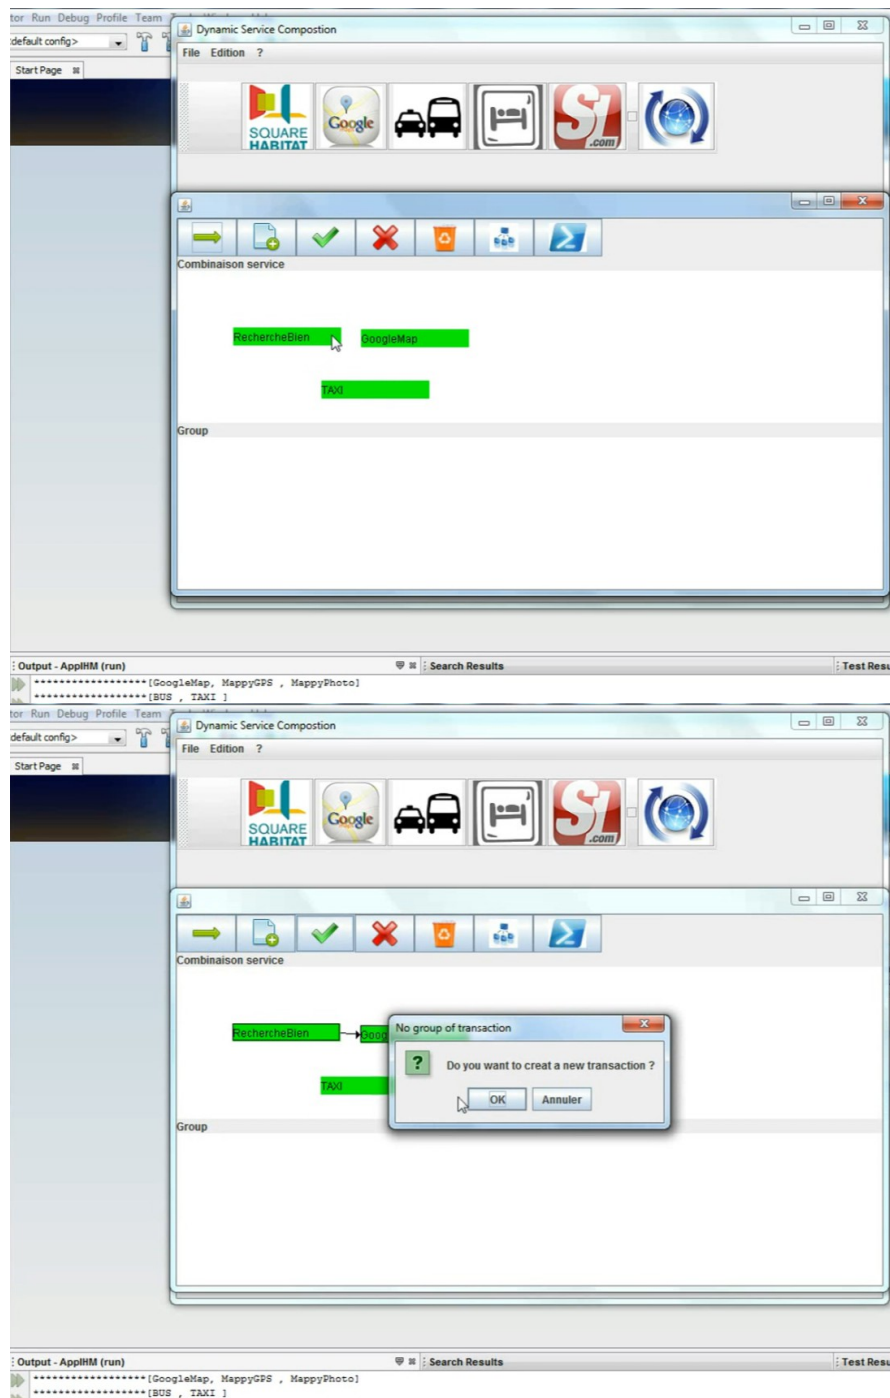 tor Run Debug Profile Team
Dynamic Service Compostion
default config>
File Edition ?
Start Page
SQUARE
HABITAT
Google
SL
.com
Combinaison service
RechercheBien
GoogleMap
TAXI
Group
Output - ApplHM (run)
Search Results
Test Resu
*******************[GoogleMap, MappyGPS , MappyPhoto]
*******************[BUS , TAXI ]
tor Run Debug Profile Team
Dynamic Service Compostion
default config>
File Edition ?
Start Page
SQUARE
HABITAT
Google
SL
.com
Combinaison service
RechercheBien
Goog
No group of transaction
Do you want to creat a new transaction ?
OK
Annuler
TAXI
Group
Output - ApplHM (run)
Search Results
Test Resu
*******************[GoogleMap, MappyGPS , MappyPhoto]
*******************[BUS , TAXI ]